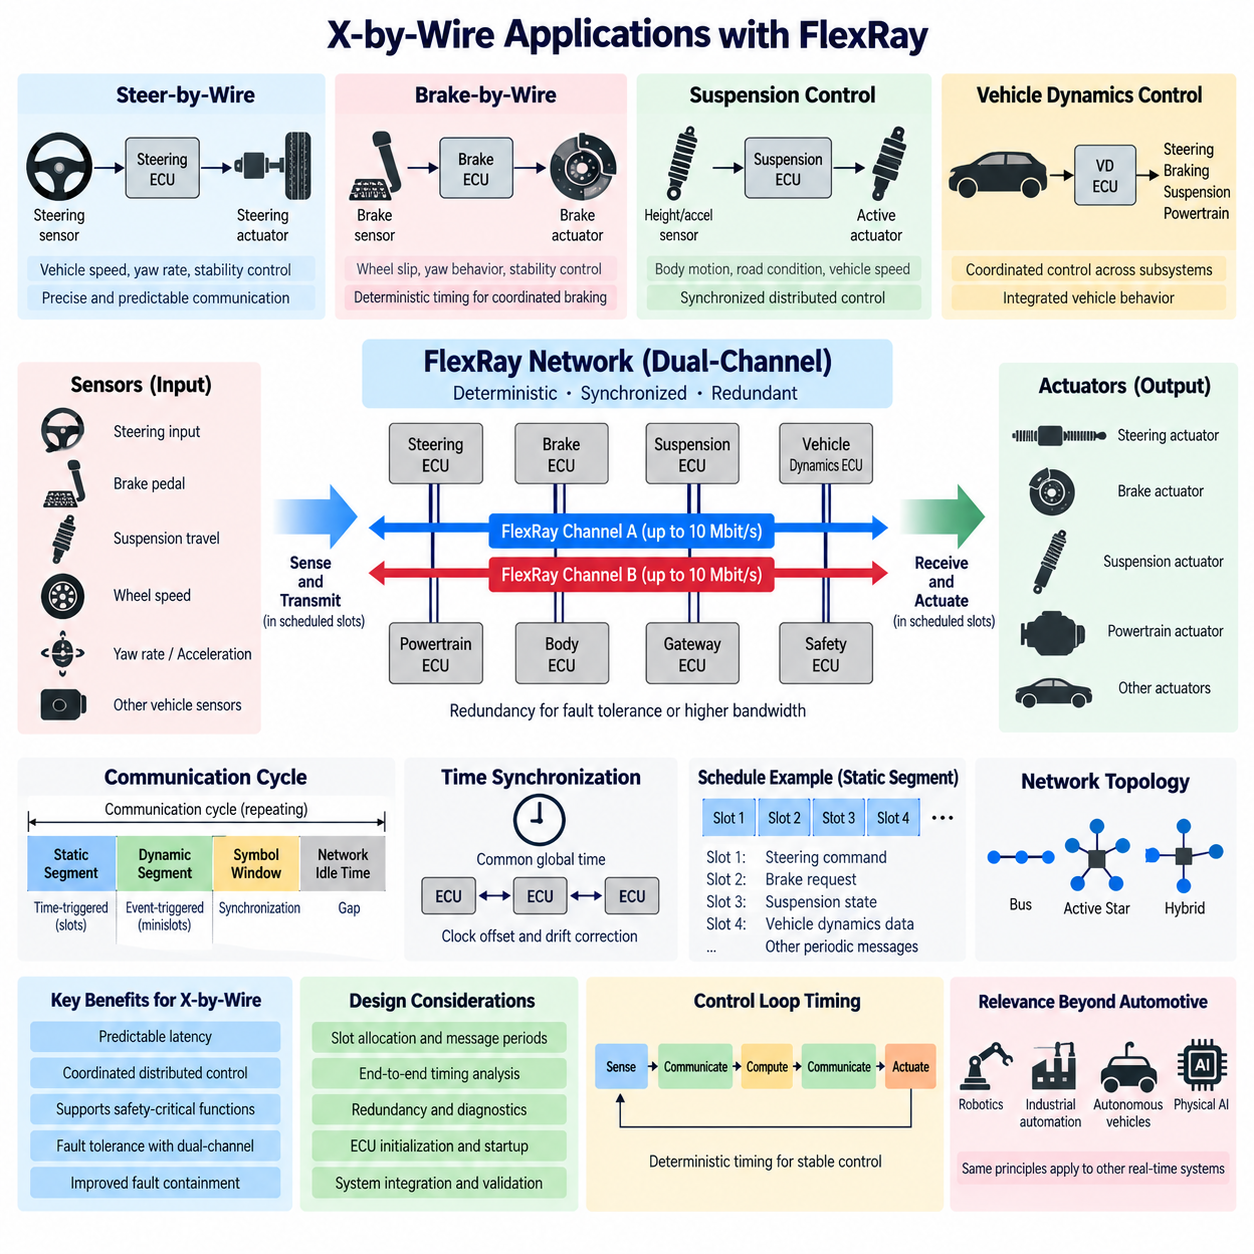 X-by-Wire Applications with FlexRay
Steer-by-Wire
Steering
ECU
Steering
sensor
Steering
actuator
Vehicle speed, yaw rate, stability control
Precise and predictable communication
Brake-by-Wire
Brake
ECU
Brake
sensor
Brake
actuator
Wheel slip, yaw behavior, stability control
Deterministic timing for coordinated braking
Suspension Control
Suspension
ECU
Height/accel
sensor
Active
actuator
Body motion, road condition, vehicle speed
Synchronized distributed control
Vehicle Dynamics Control
VD
ECU
Steering
Braking
Suspension
Powertrain
Coordinated control across subsystems
Integrated vehicle behavior
Sensors (Input)
Steering input
Brake pedal
Suspension travel
Wheel speed
Yaw rate / Acceleration
Other vehicle sensors
Sense
and
Transmit
(in scheduled slots)
FlexRay Network (Dual-Channel)
Deterministic • Synchronized • Redundant
Steering
ECU
Brake
ECU
Suspension
ECU
Vehicle
Dynamics ECU
FlexRay Channel A (up to 10 Mbit/s)
FlexRay Channel B (up to 10 Mbit/s)
Powertrain
ECU
Body
ECU
Gateway
ECU
Safety
ECU
Redundancy for fault tolerance or higher bandwidth
Receive
and
Actuate
(in scheduled slots)
Actuators (Output)
Steering actuator
Brake actuator
Suspension actuator
Powertrain actuator
Other actuators
Communication Cycle
Communication cycle (repeating)
Static
Segment
Dynamic
Segment
Symbol
Window
Network
Idle Time
Time-triggered
(slots)
Event-triggered
(minislots)
Synchronization
Gap
Time Synchronization
Common global time
ECU
ECU
ECU
Clock offset and drift correction
Schedule Example (Static Segment)
Slot 1
Slot 2
Slot 3
Slot 4
...
Slot 1: Steering command
Slot 2: Brake request
Slot 3: Suspension state
Slot 4: Vehicle dynamics data
... Other periodic messages
Network Topology
Bus
Active Star
Hybrid
Key Benefits for X-by-Wire
Predictable latency
Coordinated distributed control
Supports safety-critical functions
Fault tolerance with dual-channel
Improved fault containment
Design Considerations
Slot allocation and message periods
End-to-end timing analysis
Redundancy and diagnostics
ECU initialization and startup
System integration and validation
Control Loop Timing
Sense
Communicate
Compute
Communicate
Actuate
Deterministic timing for stable control
Relevance Beyond Automotive
AI
Robotics
Industrial
automation
Autonomous
vehicles
Physical AI
Same principles apply to other real-time systems